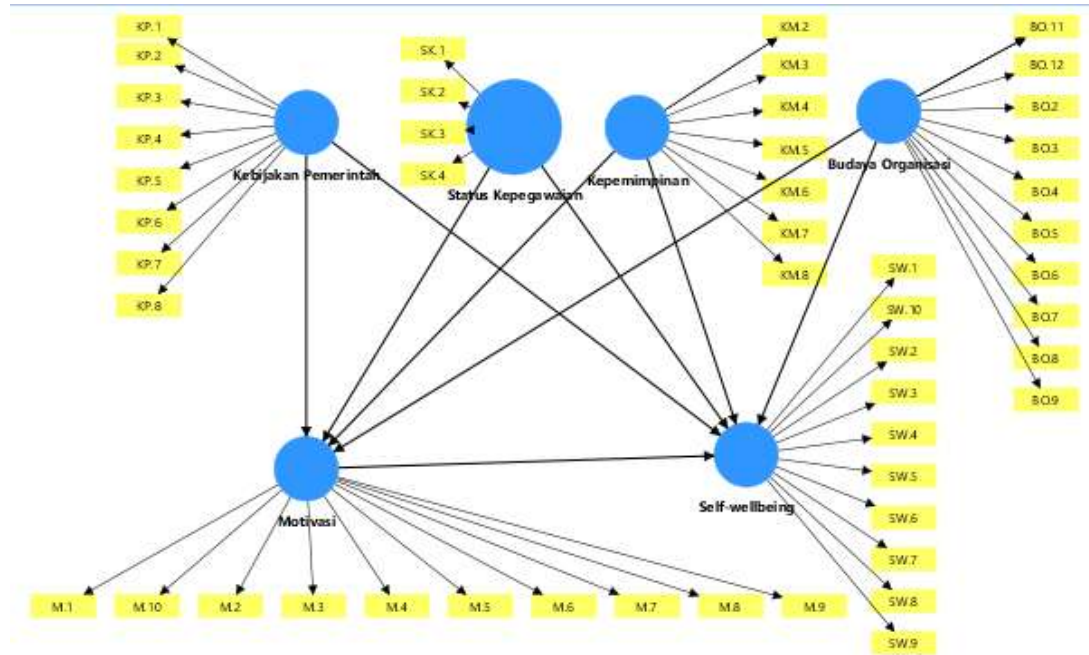 KP.1
KP.2
KP.3
KP.4
KP.5
KP.6
KP.7
KP.8
Kebijakan Pemerintah
SK.1
SK.2
SK.3
SK.4
Status Kepegawaian
KM.2
KM.3
KM.4
KM.5
KM.6
KM.7
KM.8
Kepemimpinan
BO.11
BO.12
BO.2
BO.3
BO.4
BO.5
BO.6
BO.7
BO.8
BO.9
Budaya Organisasi
SW.1
SW.10
SW.2
SW.3
SW.4
SW.5
SW.6
SW.7
SW.8
SW.9
Self-wellbeing
Motivasi
M.1
M.10
M.2
M.3
M.4
M.5
M.6
M.7
M.8
M.9